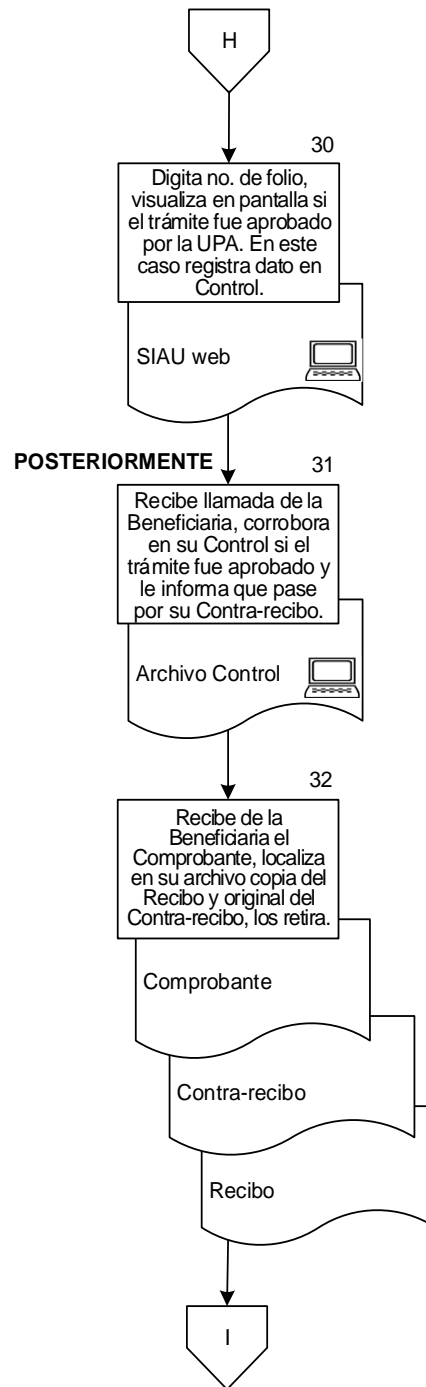 H
30
Digita no. de folio,
visualiza en pantalla si
el trámite fue aprobado
por la UPA. En este
caso registra dato en
Control.
SIAU web
POSTERIORMENTE
31
Recibe llamada de la
Beneficiaria, corrobora
en su Control si el
trámite fue aprobado y
le informa que pase
por su Contra-recibo.
Archivo Control
32
Recibe de la
Beneficiaria el
Comprobante, localiza
en su archivo copia del
Recibo y original del
Contra-recibo, los retira.
Comprobante
Contra-recibo
Recibo
I